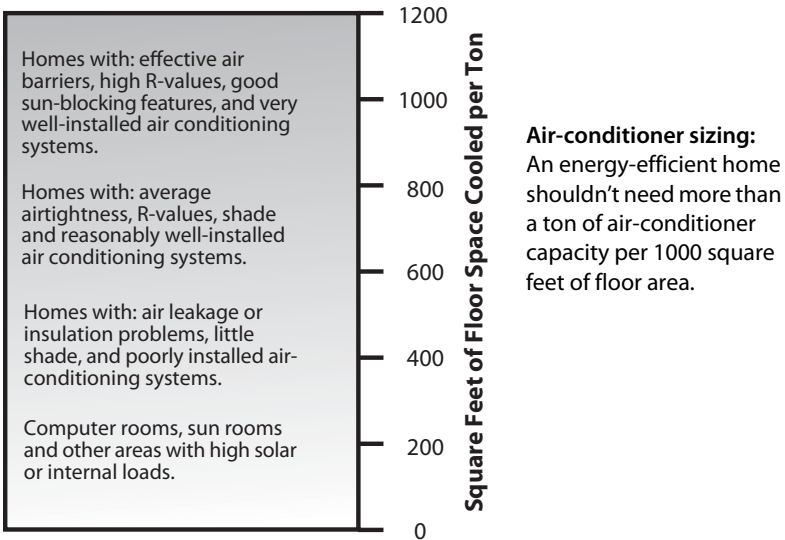 Homes with: effective air
barriers, high R-values, good
sun-blocking features, and very
well-installed air conditioning
systems.
Homes with: average
airtightness, R-values, shade
and reasonably well-installed
air conditioning systems.
Homes with: air leakage or
insulation problems, little
shade, and poorly installed air-
conditioning systems.
Computer rooms, sun rooms
and other areas with high solar
or internal loads.
1200
1000
800
600
400
200
0
Square Feet of Floor Space Cooled per Ton
Air-conditioner sizing:
An energy-efficient home
shouldn’t need more than
a ton of air-conditioner
capacity per 1000 square
feet of floor area.